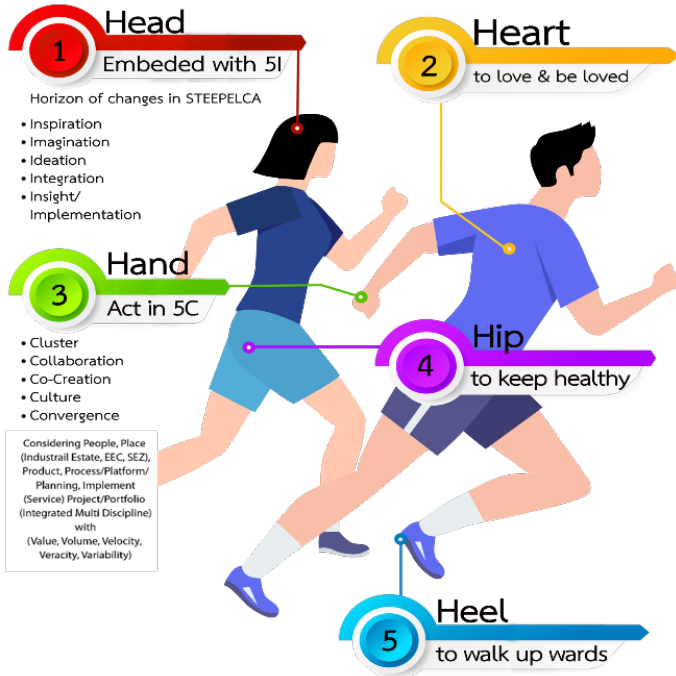 1
Head
Embeded with 5I
Horizon of changes in STEEPELCA
• Inspiration
• Imagination
• Ideation
• Integration
• Insight/
Implementation
2
Heart
to love & be loved
3
Hand
Act in 5C
• Cluster
• Collaboration
• Co-Creation
• Culture
• Convergence
Considering People, Place
(Industrail Estate, EEC, SEZ),
Product, Process/Platform/
Planning, Implement
(Service) Project/Portfolio
(Integrated Multi Discipline)
with
(Value, Volume, Velocity,
Veracity, Variability)
4
Hip
to keep healthy
5
Heel
to walk up wards